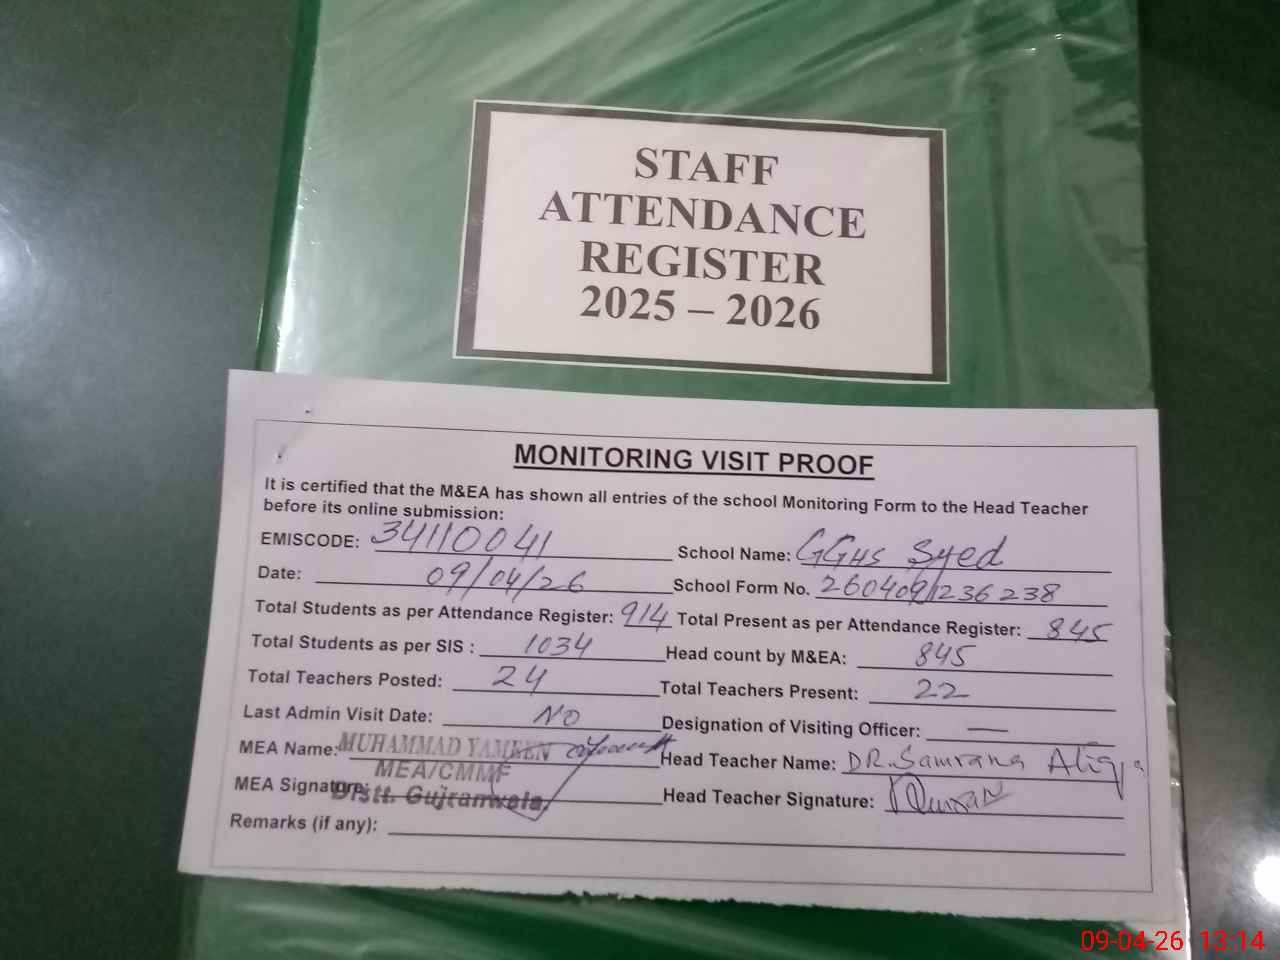 STAFF
ATTENDANCE
REGISTER
2025 – 2026
MONITORING VISIT PROOF
It is certified that the M&EA has shown all entries of the school Monitoring Form to the Head Teacher
before its online submission:
EMISCODE: 34110041 School Name: GGHS Syed
Date: 09/04/26 School Form No. 2604091236238
Total Students as per Attendance Register: 914 Total Present as per Attendance Register: 845
Total Students as per SIS : 1034 Head count by M&EA: 845
Total Teachers Posted: 24 Total Teachers Present: 22
Last Admin Visit Date: NO Designation of Visiting Officer: —
MEA Name: MUHAMMAD YAMEEN Head Teacher Name: DR. Samrana Atiqa
MEA/CMMF
MEA Signature: Distt. Gujranwala Head Teacher Signature:
Remarks (if any):
09-04-26 13:14